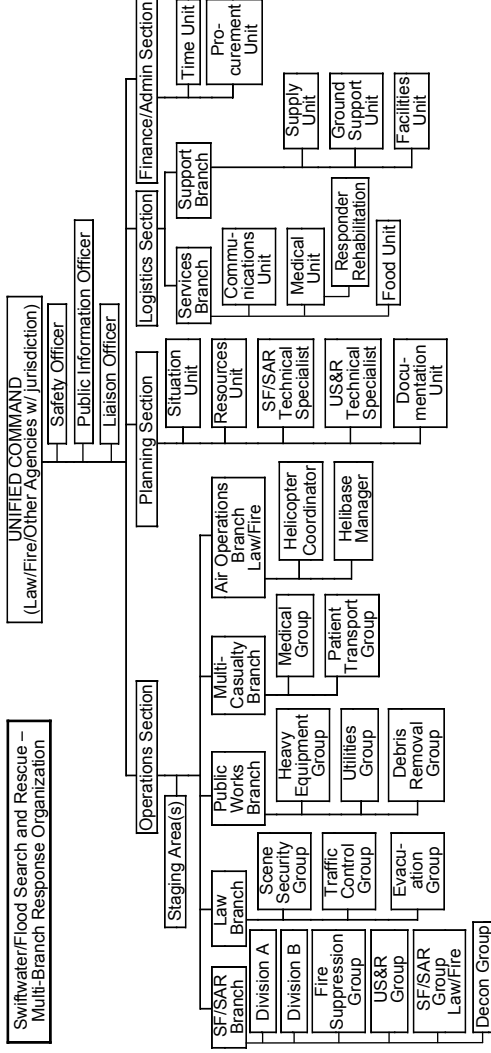 Swiftwater/Flood Search and Rescue –
Multi-Branch Response Organization
UNIFIED COMMAND
(Law/Fire/Other Agencies w/ jurisdiction)
Safety Officer
Public Information Officer
Liaison Officer
Operations Section
Staging Area(s)
SF/SAR
Branch
Division A
Division B
Fire
Suppression
Group
US&R
Group
SF/SAR
Group
Law/Fire
Decon Group
Law
Branch
Scene
Security
Group
Traffic
Control
Group
Evacu-
ation
Group
Public
Works
Branch
Heavy
Equipment
Group
Utilities
Group
Debris
Removal
Group
Multi-
Casualty
Branch
Medical
Group
Patient
Transport
Group
Air Operations
Branch
Law/Fire
Helicopter
Coordinator
Helibase
Manager
Planning Section
Situation
Unit
Resources
Unit
SF/SAR
Technical
Specialist
US&R
Technical
Specialist
Docu-
mentation
Unit
Logistics Section
Services
Branch
Commu-
nications
Unit
Medical
Unit
Responder
Rehabilitation
Food Unit
Support
Branch
Supply
Unit
Ground
Support
Unit
Facilities
Unit
Finance/Admin Section
Time Unit
Pro-
curement
Unit